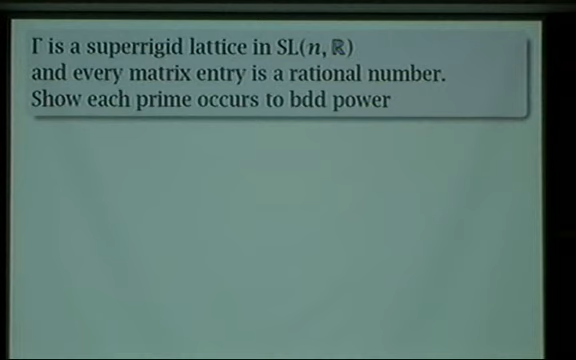 Γ is a superrigid lattice in SL(n, ℝ)
and every matrix entry is a rational number.
Show each prime occurs to bdd power